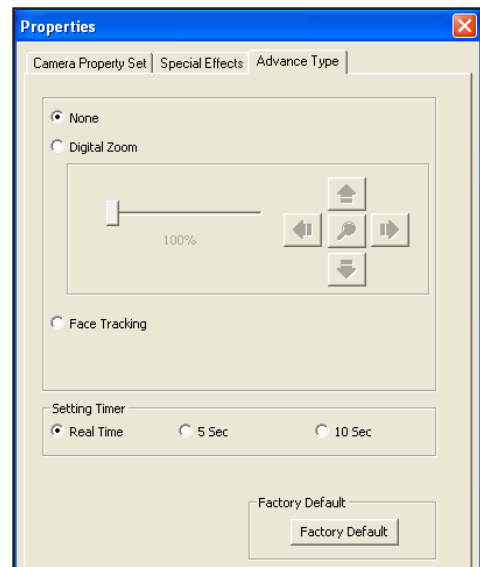 Properties
Camera Property Set Special Effects Advance Type
None
Digital Zoom
100%
Face Tracking
Setting Timer
Real Time 5 Sec 10 Sec
Factory Default
Factory Default